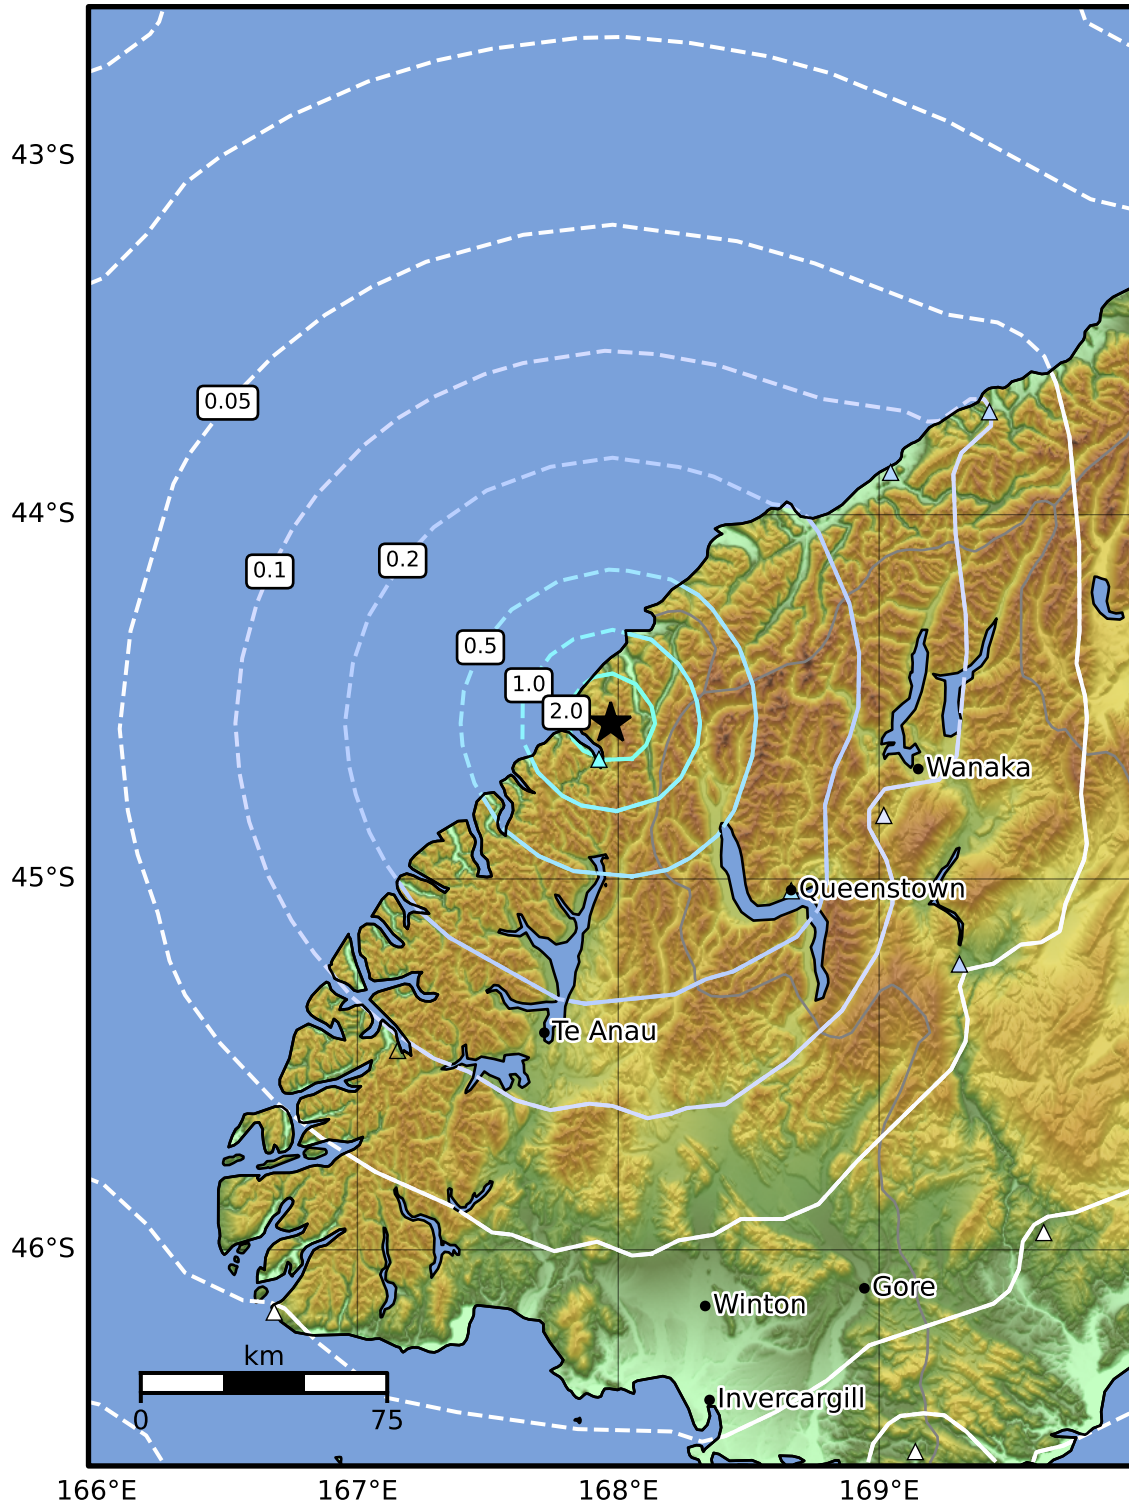 43°S
0.05
44°S
0.1
0.2
0.5
1.0
2.0
Wanaka
45°S
Queenstown
Te Anau
46°S
Gore
Winton
km
Invercargill
0 75
166°E 167°E 168°E 169°E